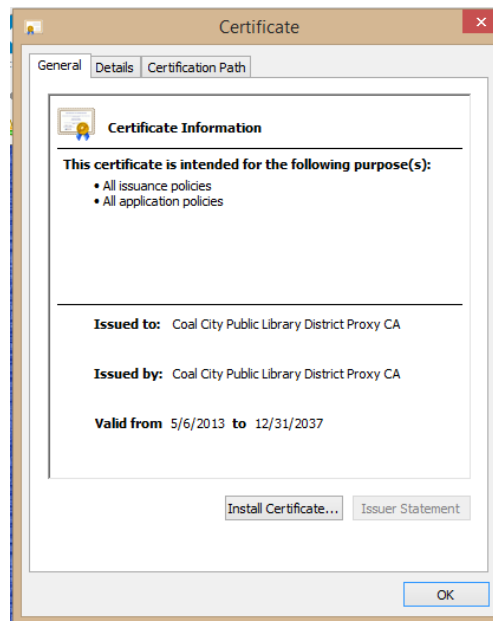 Certificate
General Details Certification Path
Certificate Information
This certificate is intended for the following purpose(s):
• All issuance policies
• All application policies
Issued to: Coal City Public Library District Proxy CA
Issued by: Coal City Public Library District Proxy CA
Valid from 5/6/2013 to 12/31/2037
Install Certificate... Issuer Statement
OK